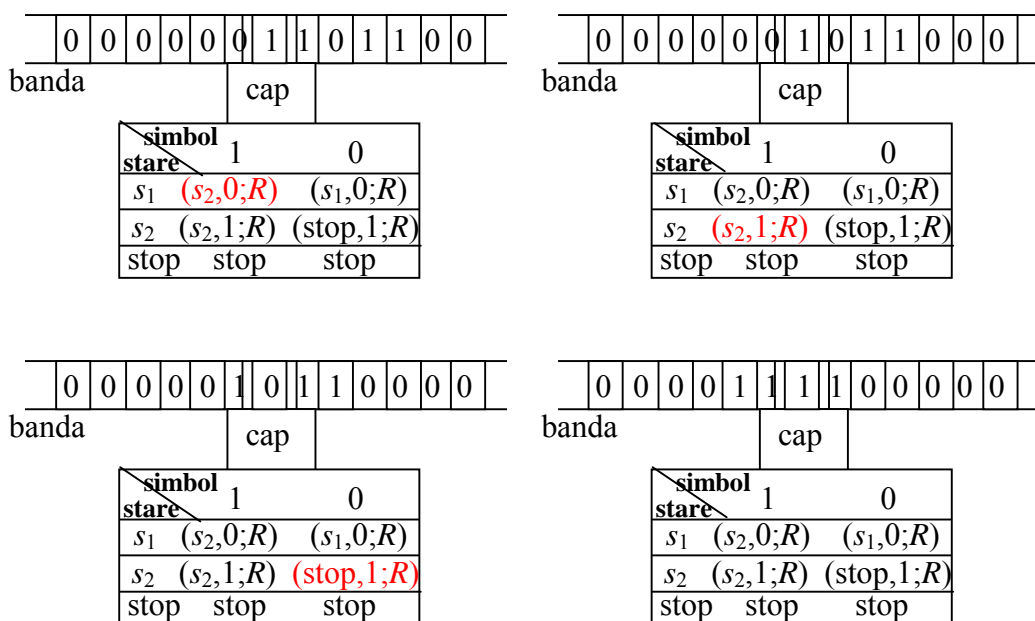 0 0 0 0 0 0 1 1 0 1 1 0 0
banda
cap
simbol
stare
1 0
s₁ (s₂,0;R) (s₁,0;R)
s₂ (s₂,1;R) (stop,1;R)
stop stop stop
0 0 0 0 0 0 1 0 1 1 0 0 0
banda
cap
simbol
stare
1 0
s₁ (s₂,0;R) (s₁,0;R)
s₂ (s₂,1;R) (stop,1;R)
stop stop stop
0 0 0 0 0 1 0 1 1 0 0 0 0
banda
cap
simbol
stare
1 0
s₁ (s₂,0;R) (s₁,0;R)
s₂ (s₂,1;R) (stop,1;R)
stop stop stop
0 0 0 0 1 1 1 1 0 0 0 0 0
banda
cap
simbol
stare
1 0
s₁ (s₂,0;R) (s₁,0;R)
s₂ (s₂,1;R) (stop,1;R)
stop stop stop